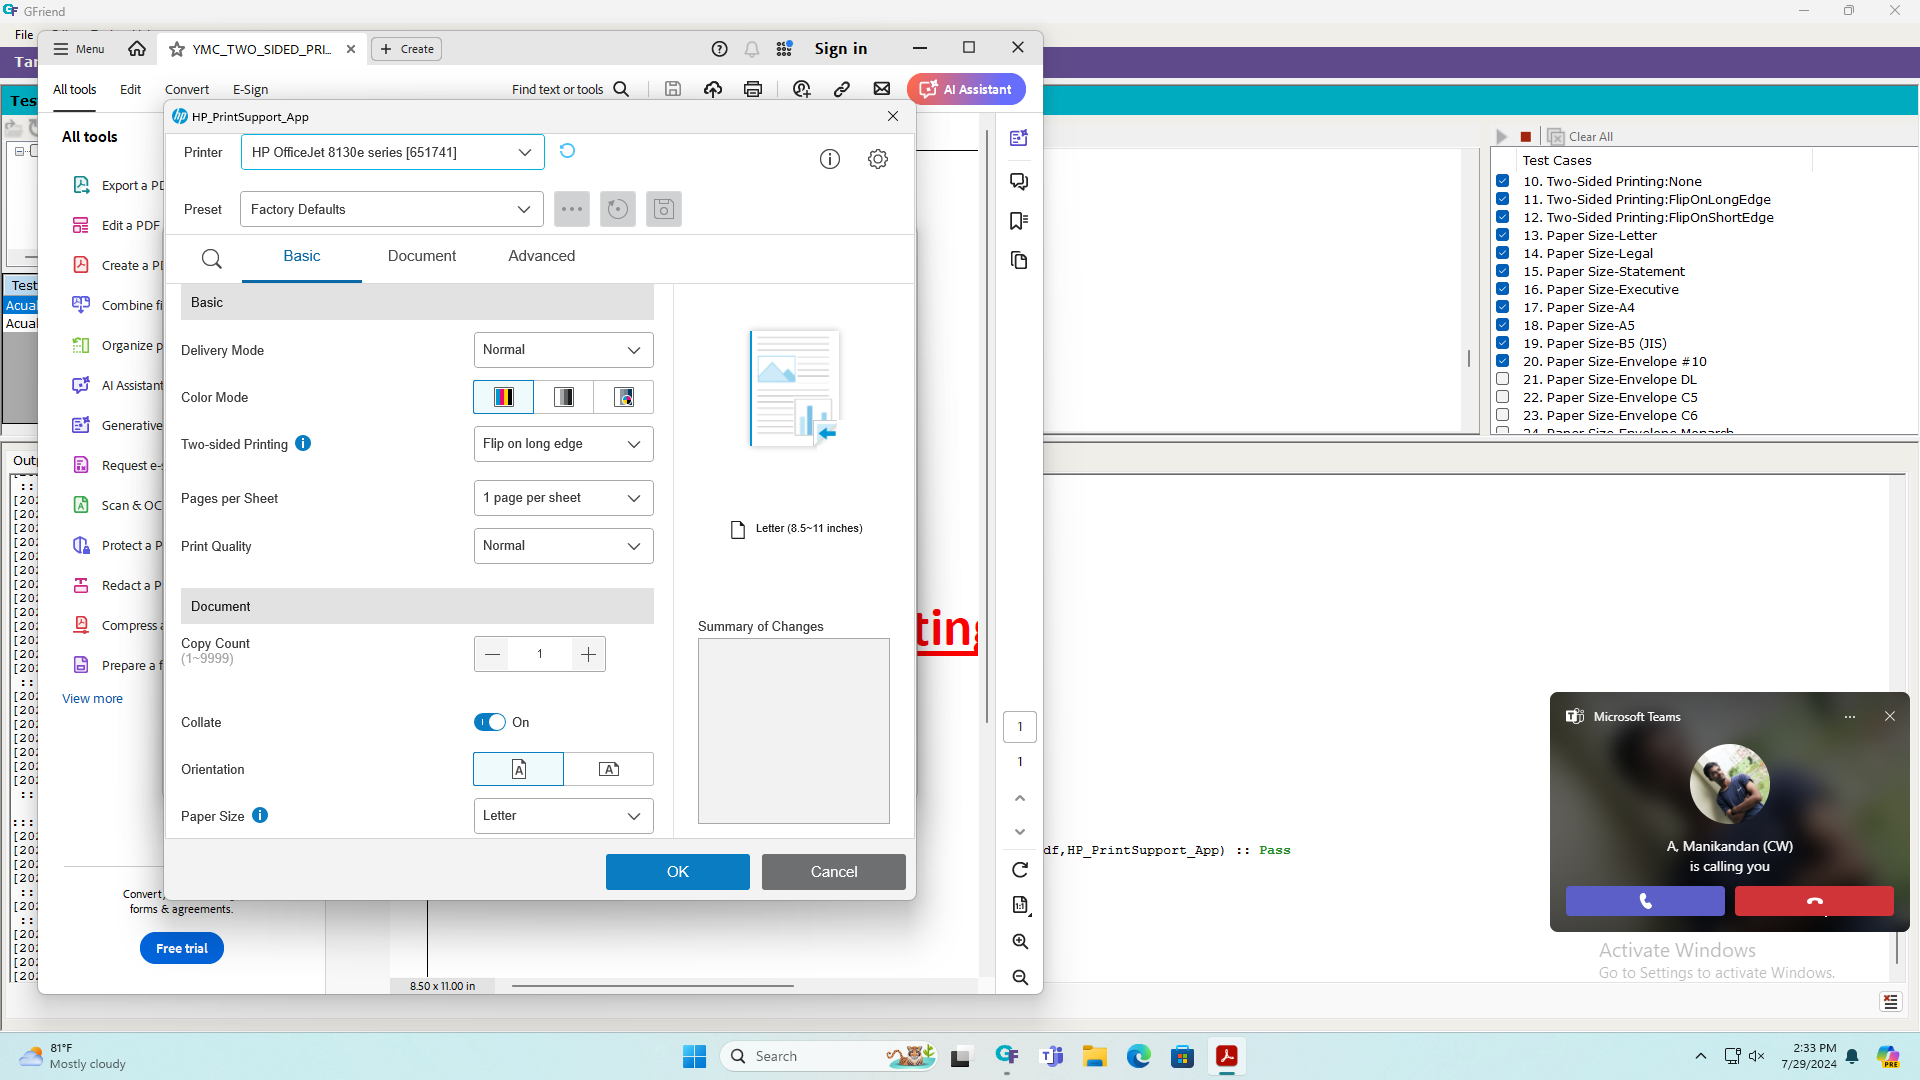 GFriend
File
Menu
YMC_TWO_SIDED_PRI...
Create
Sign in
All tools
Edit
Convert
E-Sign
Find text or tools
AI Assistant
All tools
Export a PD
Edit a PDF
Create a PD
Combine fi
Organize p
AI Assistant
Generative
Request e-s
Scan & OC
Protect a P
Redact a P
Compress a
Prepare a f
View more
Convert,
forms & agreements.
Free trial
HP_PrintSupport_App
Printer
HP OfficeJet 8130e series [651741]
Preset
Factory Defaults
Basic
Document
Advanced
Basic
Delivery Mode
Normal
Color Mode
Two-sided Printing
Flip on long edge
Pages per Sheet
1 page per sheet
Print Quality
Normal
Document
Copy Count
(1~9999)
1
Collate
On
Orientation
Paper Size
Letter
Letter (8.5~11 inches)
Summary of Changes
OK
Cancel
ting
1
1
8.50 x 11.00 in
Clear All
Test Cases
10. Two-Sided Printing:None
11. Two-Sided Printing:FlipOnLongEdge
12. Two-Sided Printing:FlipOnShortEdge
13. Paper Size-Letter
14. Paper Size-Legal
15. Paper Size-Statement
16. Paper Size-Executive
17. Paper Size-A4
18. Paper Size-A5
19. Paper Size-B5 (JIS)
20. Paper Size-Envelope #10
21. Paper Size-Envelope DL
22. Paper Size-Envelope C5
23. Paper Size-Envelope C6
24. Paper Size-Envelope Monarch
df,HP_PrintSupport_App) :: Pass
Microsoft Teams
A, Manikandan (CW)
is calling you
Activate Windows
Go to Settings to activate Windows.
81°F
Mostly cloudy
Search
2:33 PM
7/29/2024